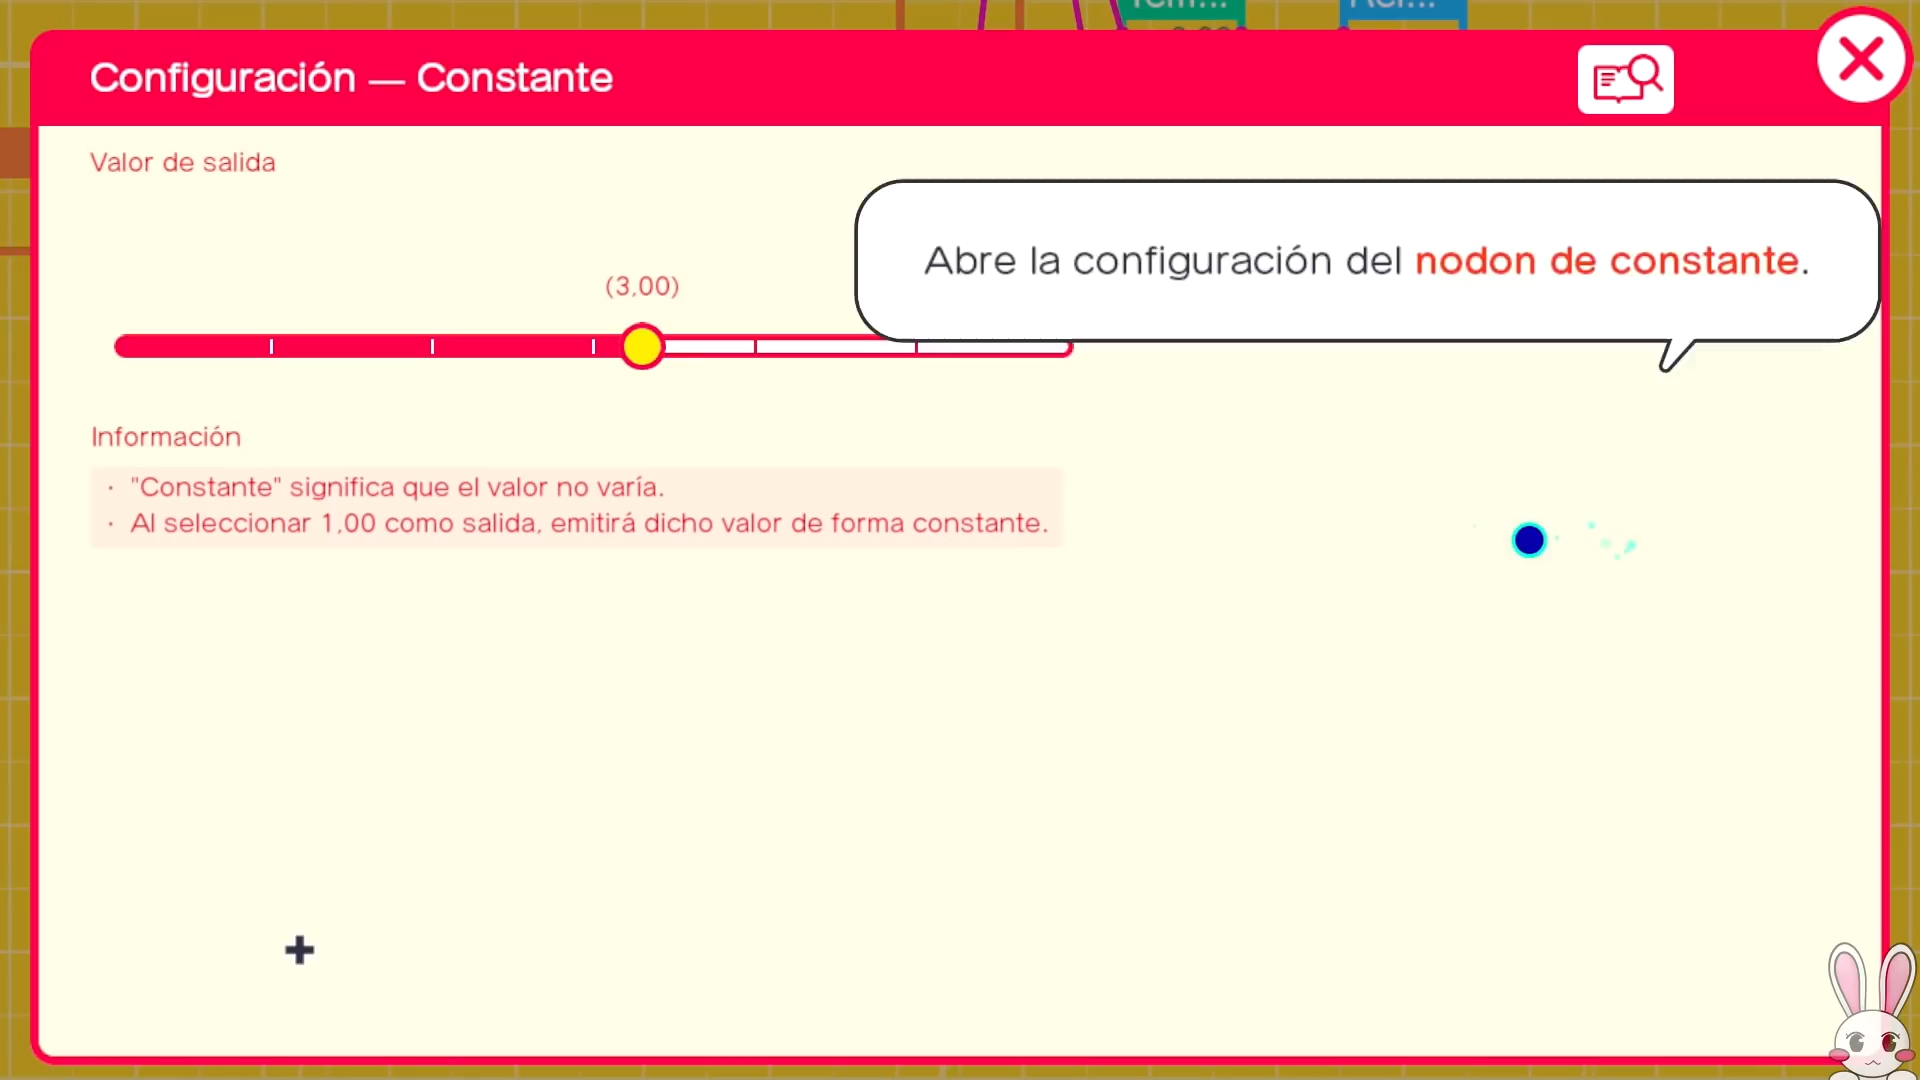 Configuración — Constante
Valor de salida
Abre la configuración del nodon de constante.
(3,00)
Información
· "Constante" significa que el valor no varía.
· Al seleccionar 1,00 como salida, emitirá dicho valor de forma constante.